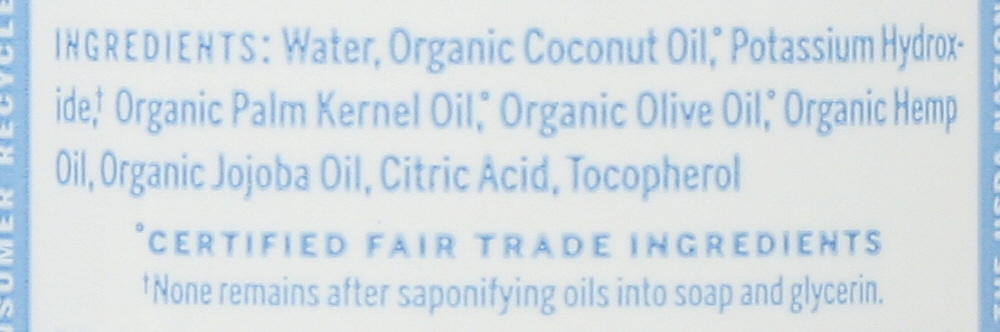 INGREDIENTS: Water, Organic Coconut Oil,° Potassium Hydrox-
ide,† Organic Palm Kernel Oil,° Organic Olive Oil,° Organic Hemp
Oil, Organic Jojoba Oil, Citric Acid, Tocopherol
°CERTIFIED FAIR TRADE INGREDIENTS
†None remains after saponifying oils into soap and glycerin.
RECYCLE